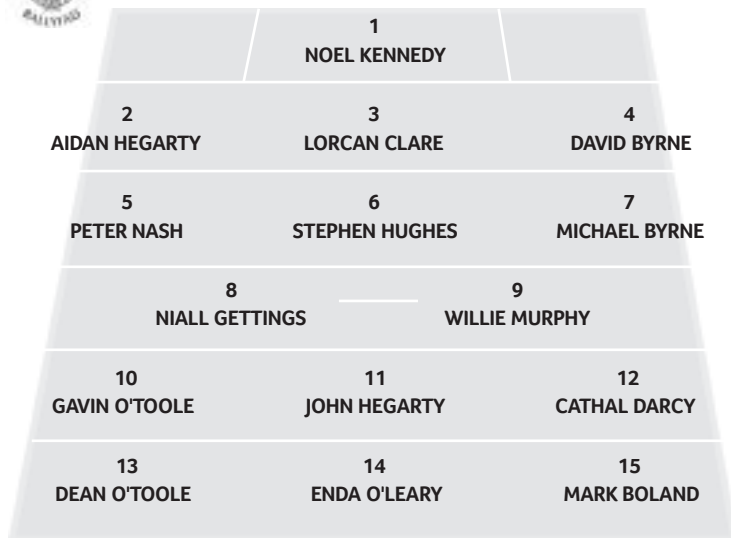 BALLYFAD
1
NOEL KENNEDY
2 3 4
AIDAN HEGARTY LORCAN CLARE DAVID BYRNE
5 6 7
PETER NASH STEPHEN HUGHES MICHAEL BYRNE
8 9
NIALL GETTINGS WILLIE MURPHY
10 11 12
GAVIN O'TOOLE JOHN HEGARTY CATHAL DARCY
13 14 15
DEAN O'TOOLE ENDA O'LEARY MARK BOLAND